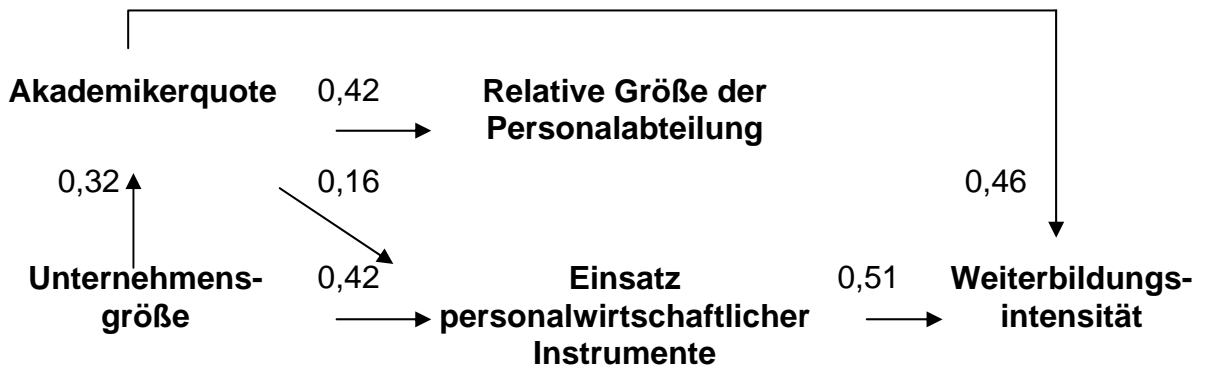 Akademikerquote 0,42 Relative Größe der
Personalabteilung
0,32 0,16 0,46
Unternehmens- 0,42 Einsatz 0,51 Weiterbildungs-
größe personalwirtschaftlicher intensität
Instrumente